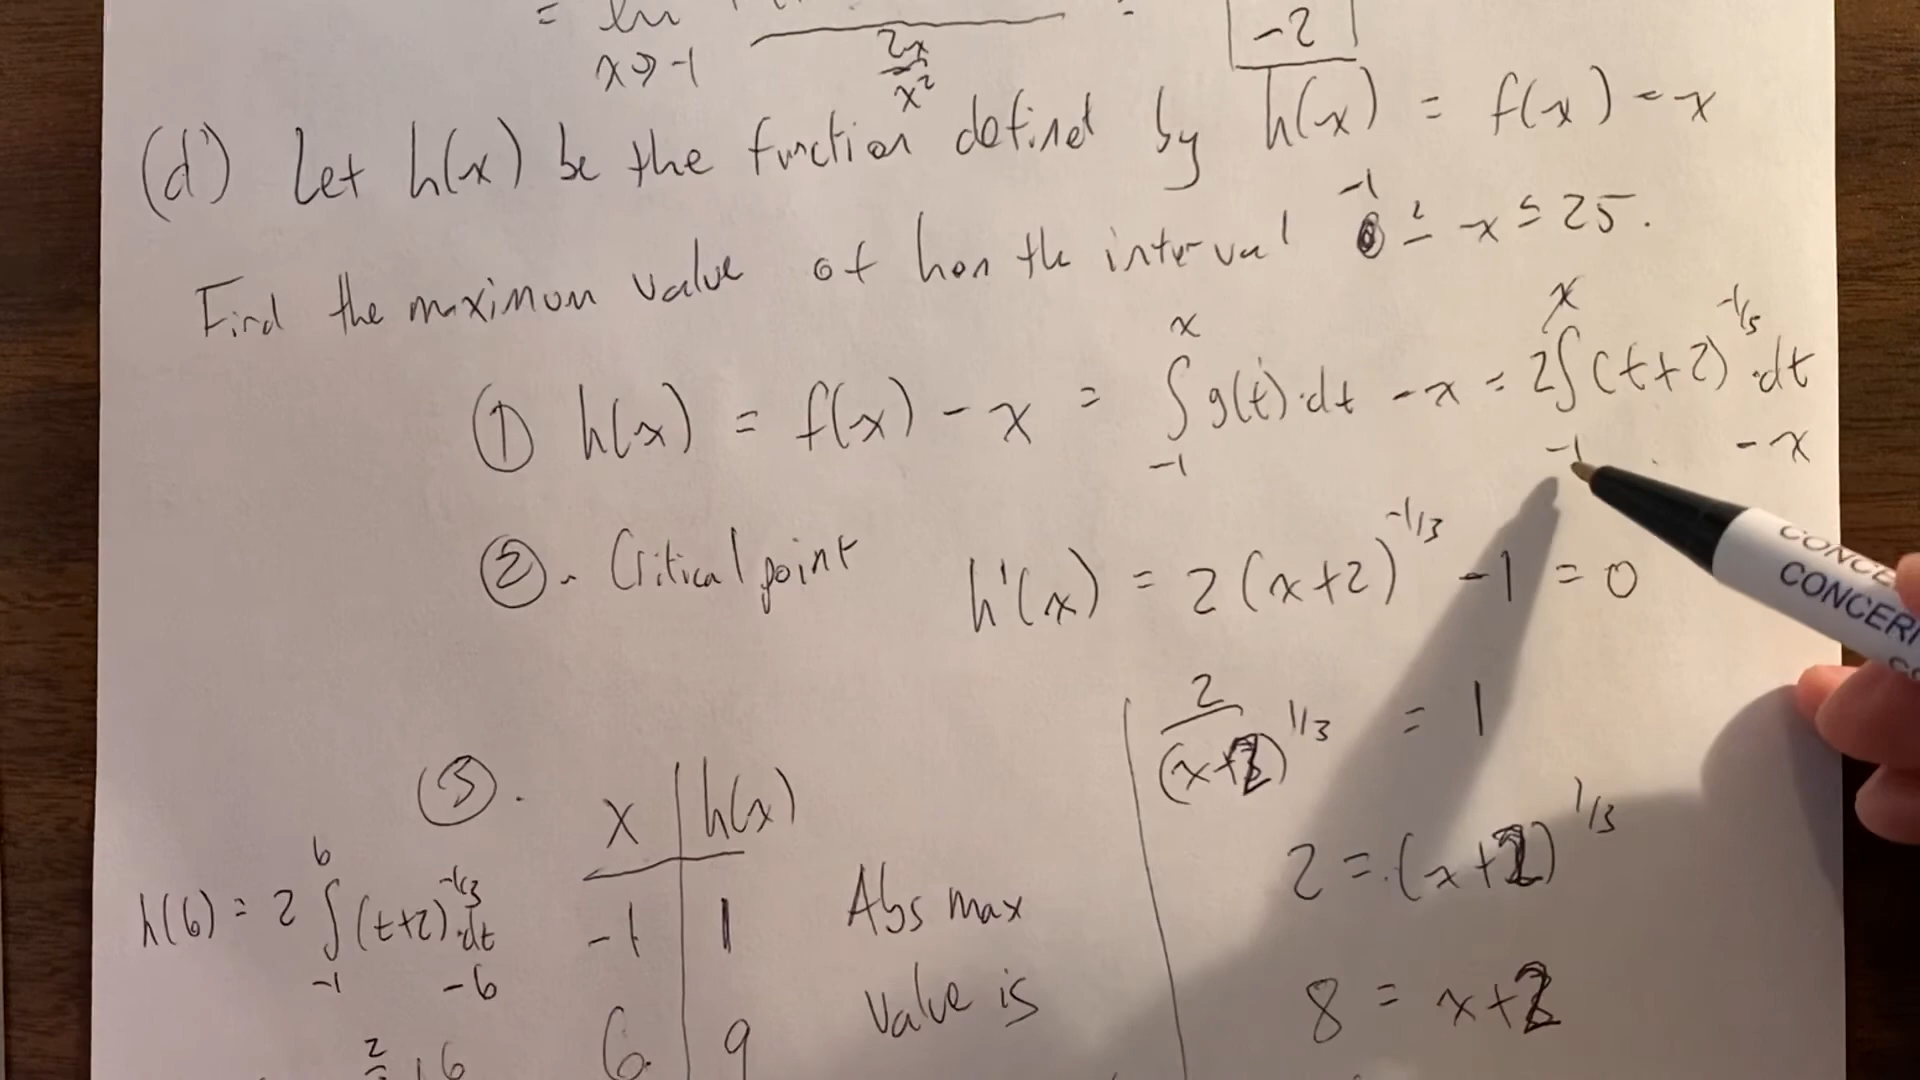 = lim
x→-1
2x
x²
-2
(d) Let h(x) be the function defined by h(x) = f(x) - x
Find the maximum value of h on the interval -1 ≤ x ≤ 25.
① h(x) = f(x) - x = ∫_{-1}^{x} g(t)·dt - x = 2∫_{-1}^{x} (t+2)^{-1/3}·dt - x
②. Critical point h'(x) = 2(x+2)^{-1/3} - 1 = 0
2/(x+2)^{1/3} = 1
2 = (x+2)^{1/3}
8 = x+2
③.
x | h(x)
-1 | 1
6 | 9
Abs max
value is
h(6) = 2∫_{-1}^{6} (t+2)^{-1/3}·dt - 6
CONCERN